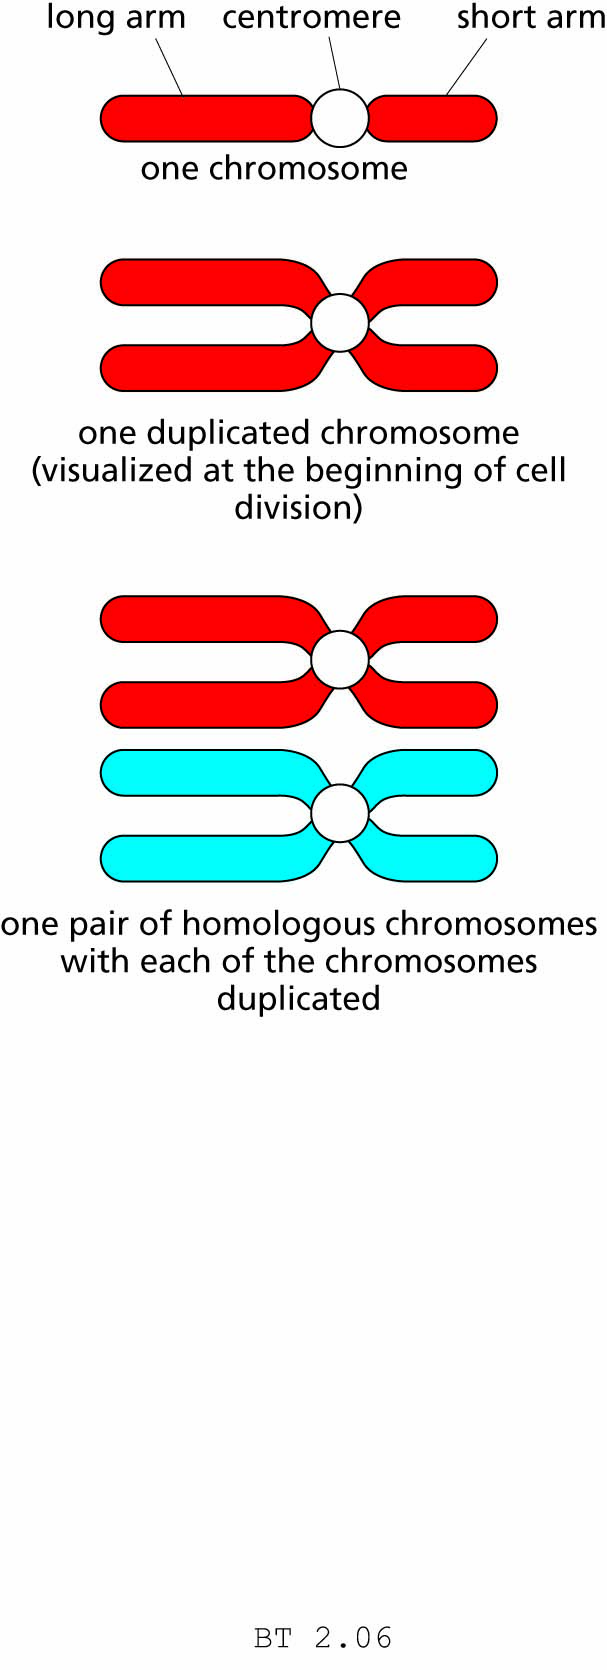 long arm centromere short arm
one chromosome
one duplicated chromosome
(visualized at the beginning of cell
division)
one pair of homologous chromosomes
with each of the chromosomes
duplicated
BT 2.06